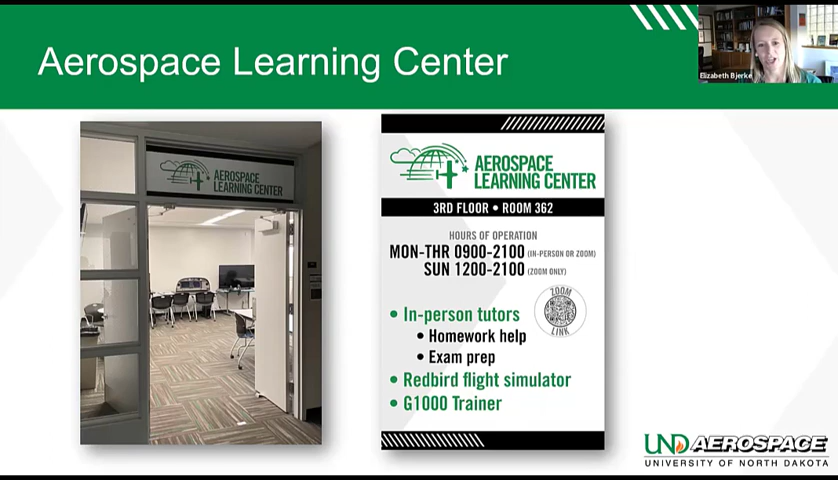 Aerospace Learning Center
Elizabeth Bjerke
AEROSPACE
LEARNING CENTER
AEROSPACE
LEARNING CENTER
3RD FLOOR • ROOM 362
HOURS OF OPERATION
MON-THR 0900-2100 (IN-PERSON OR ZOOM)
SUN 1200-2100 (ZOOM ONLY)
ZOOM
LINK
• In-person tutors
• Homework help
• Exam prep
• Redbird flight simulator
• G1000 Trainer
UND AEROSPACE
UNIVERSITY OF NORTH DAKOTA